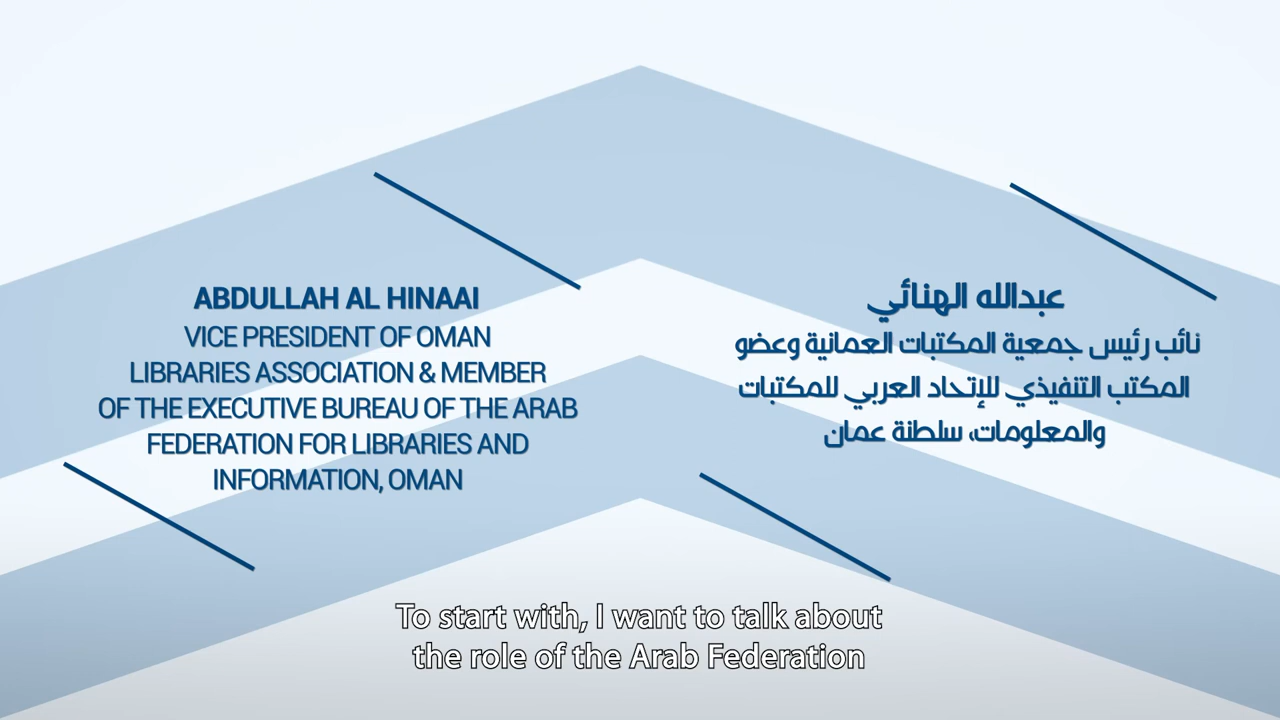 ABDULLAH AL HINAAI
VICE PRESIDENT OF OMAN
LIBRARIES ASSOCIATION & MEMBER
OF THE EXECUTIVE BUREAU OF THE ARAB
FEDERATION FOR LIBRARIES AND
INFORMATION, OMAN
عبدالله الهنائي
نائب رئيس جمعية المكتبات العمانية وعضو
المكتب التنفيذي للإتحاد العربي للمكتبات
والمعلومات، سلطنة عمان
To start with, I want to talk about
the role of the Arab Federation